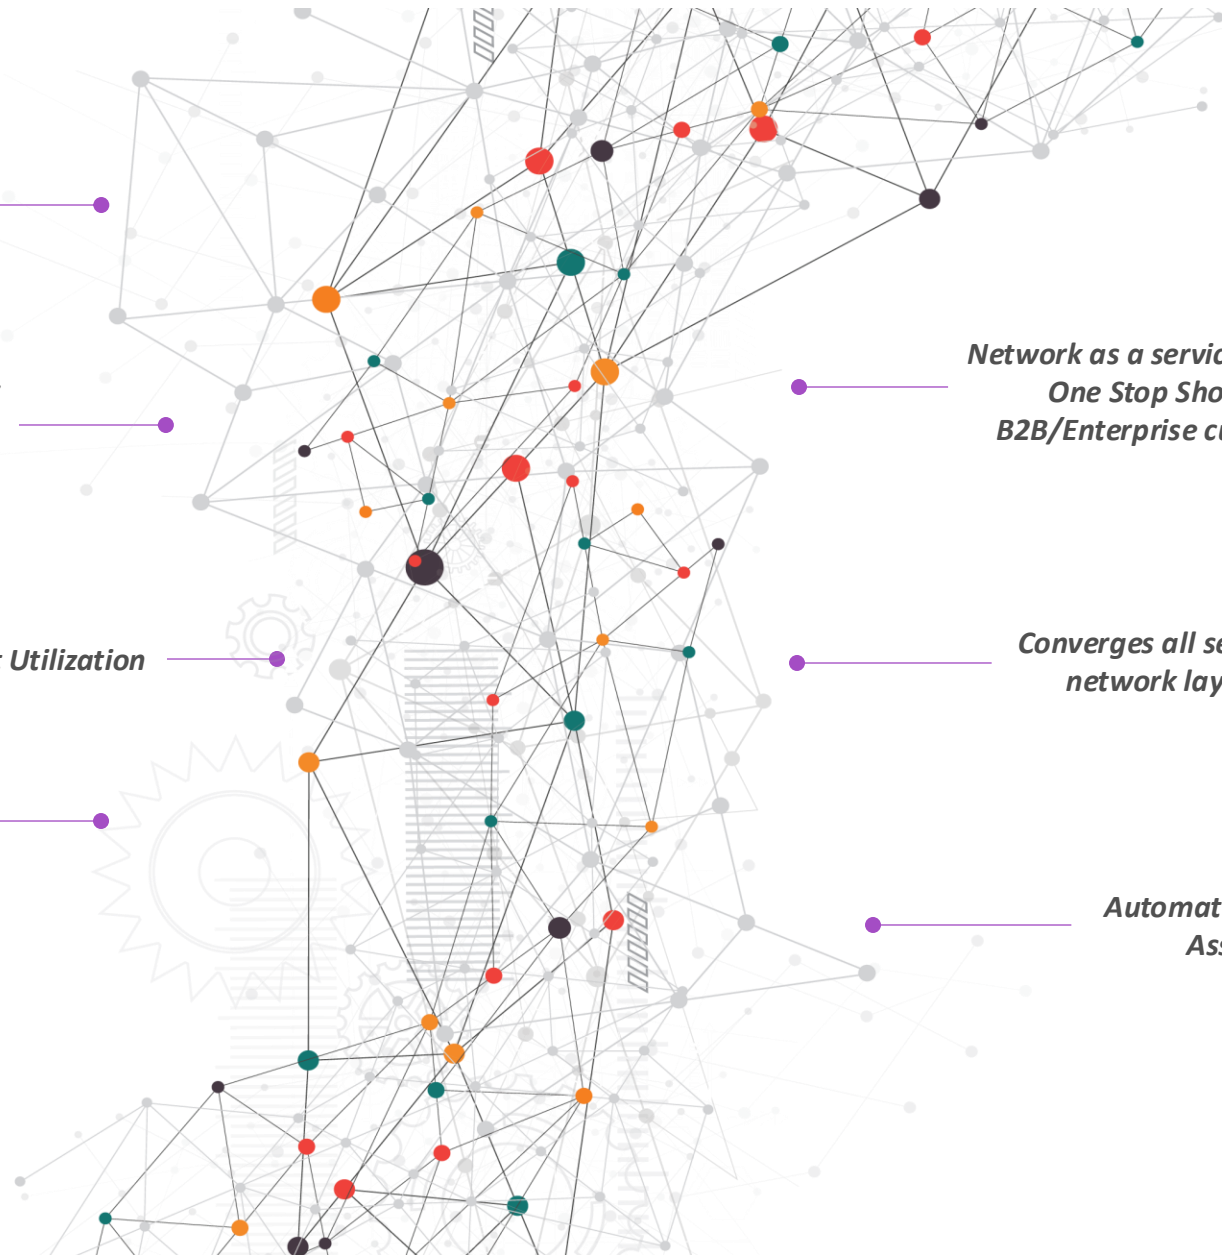 Network as a servic
One Stop Sho
B2B/Enterprise cu
Utilization
Converges all se
network lay
Automat
Ass